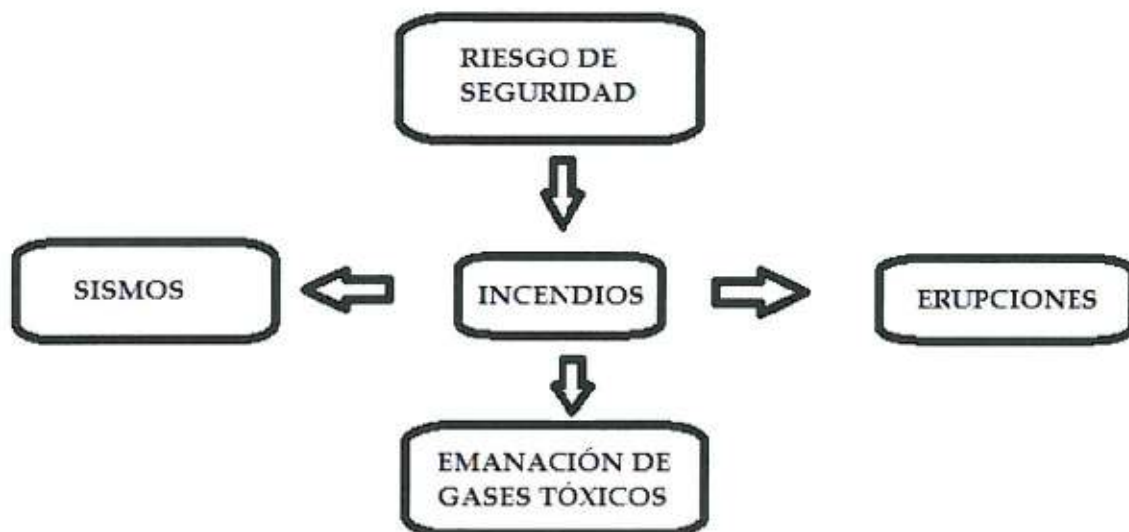 RIESGO DE
SEGURIDAD
SISMOS
INCENDIOS
ERUPCIONES
EMANACIÓN DE
GASES TÓXICOS